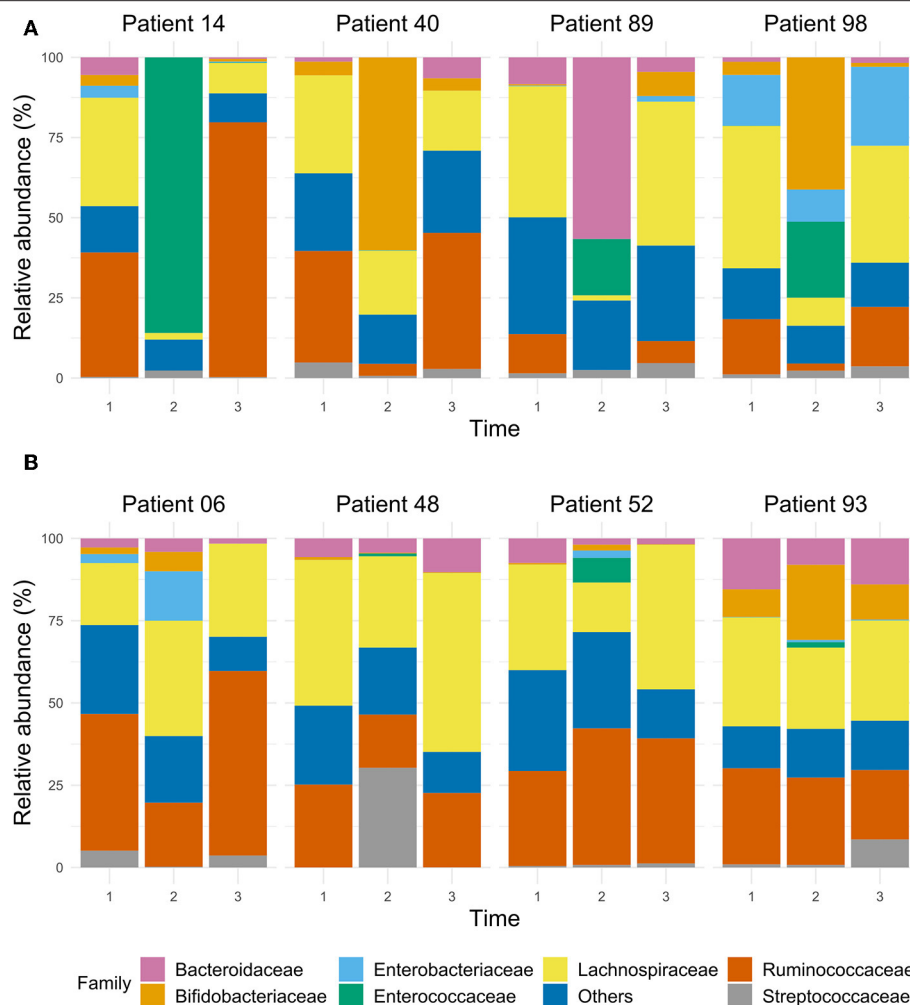 A
Patient 14 Patient 40 Patient 89 Patient 98
Relative abundance (%)
100
75
50
25
0
1 2 3 1 2 3 1 2 3 1 2 3
Time
B
Patient 06 Patient 48 Patient 52 Patient 93
Relative abundance (%)
100
75
50
25
0
1 2 3 1 2 3 1 2 3 1 2 3
Time
Family
Bacteroidaceae Enterobacteriaceae Lachnospiraceae Ruminococcaceae
Bifidobacteriaceae Enterococcaceae Others Streptococcaceae